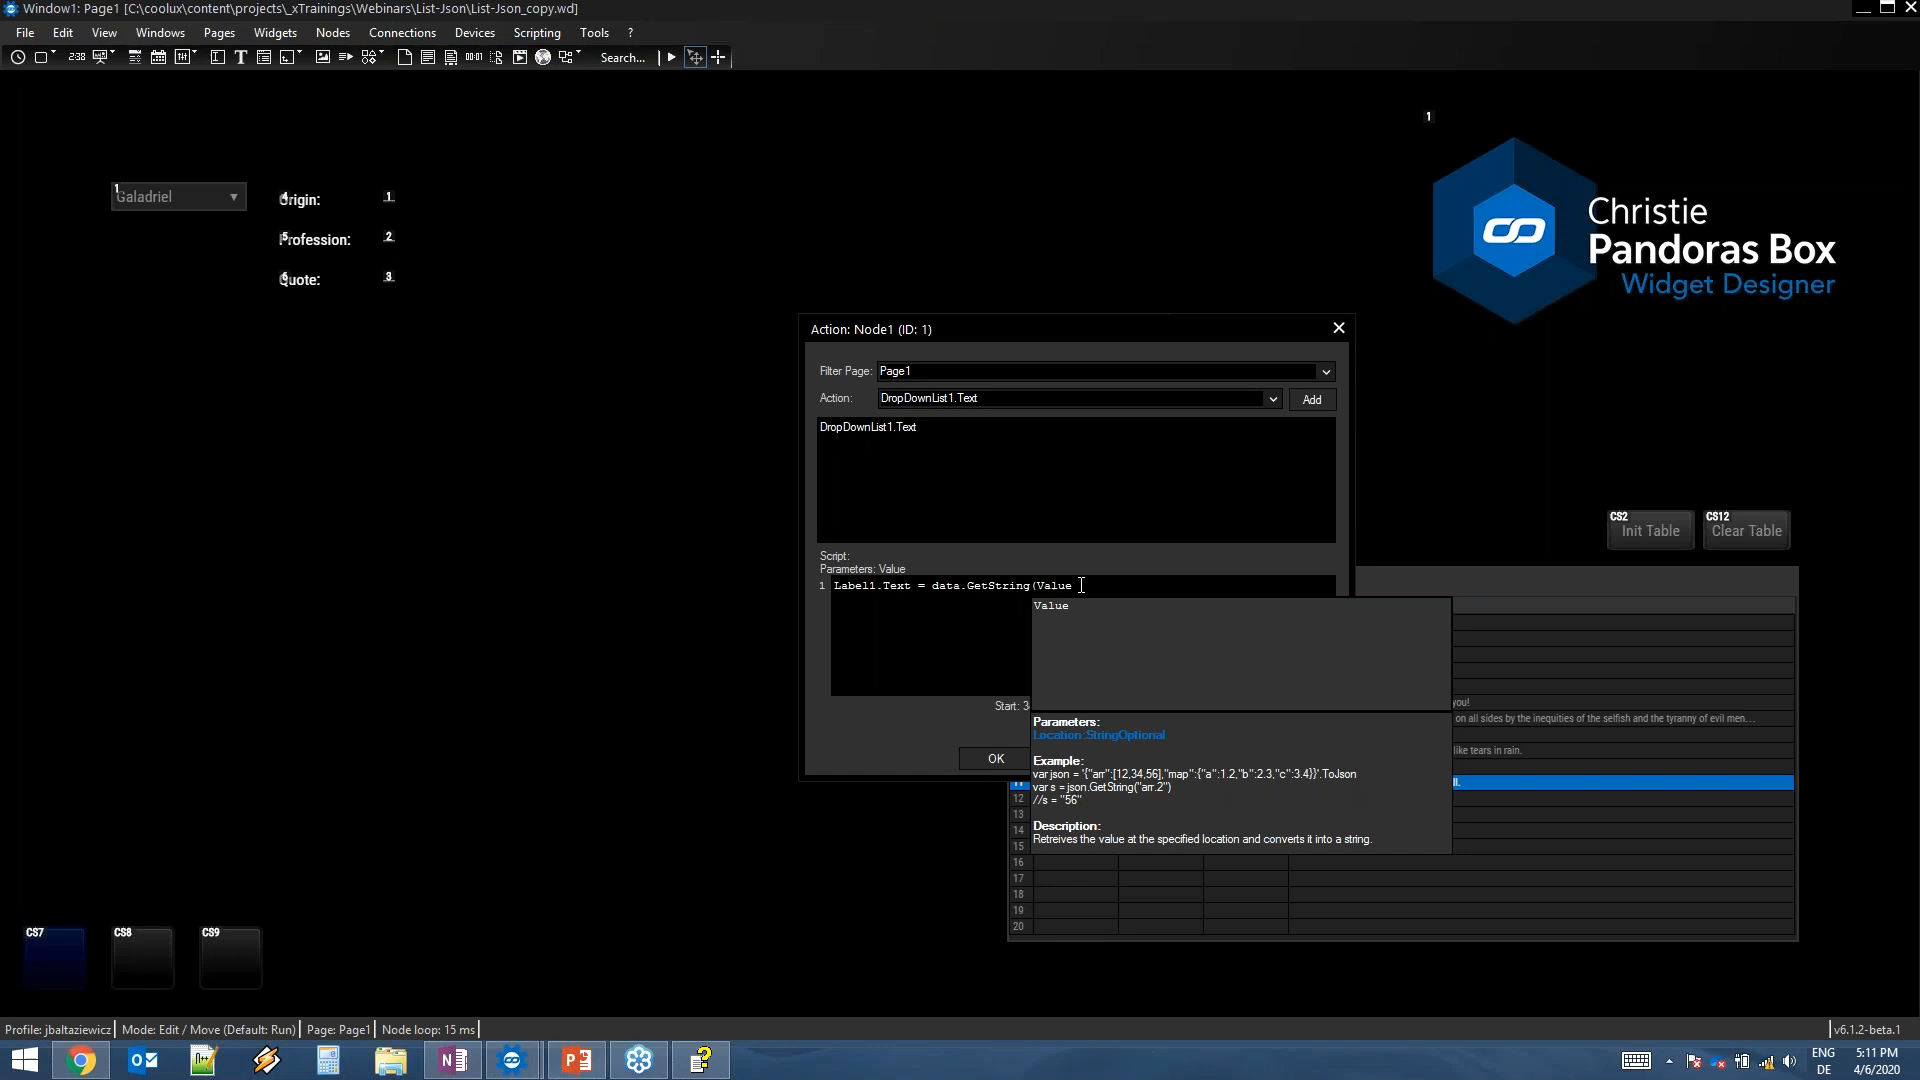 Window1: Page1 [C:\coolux\content\projects\_xTrainings\Webinars\List-Json\List-Json_copy.wd]
File Edit View Windows Pages Widgets Nodes Connections Devices Scripting Tools ?
Search...
1
1
Galadriel
4
Origin:
1
5
Profession:
2
6
Quote:
3
Christie
Pandoras Box
Widget Designer
Action: Node1 (ID: 1)
Filter Page: Page1
Action: DropDownList1.Text Add
DropDownList1.Text
Script:
Parameters: Value
1 Label1.Text = data.GetString(Value
Value
Start: 3
OK
Parameters:
Location:StringOptional
Example:
var json = '{"arr":[12,34,56],"map":{"a":1.2,"b":2.3,"c":3.4}}'.ToJson
var s = json.GetString("arr.2")
//s = "56"
Description:
Retreives the value at the specified location and converts it into a string.
CS2
Init Table
CS12
Clear Table
you!
on all sides by the inequities of the selfish and the tyranny of evil men...
like tears in rain.
11
ll.
12
13
14
15
16
17
18
19
20
CS7
CS8
CS9
Profile: jbaltaziewicz Mode: Edit / Move (Default: Run) Page: Page1 Node loop: 15 ms v6.1.2-beta.1
ENG
DE
5:11 PM
4/6/2020